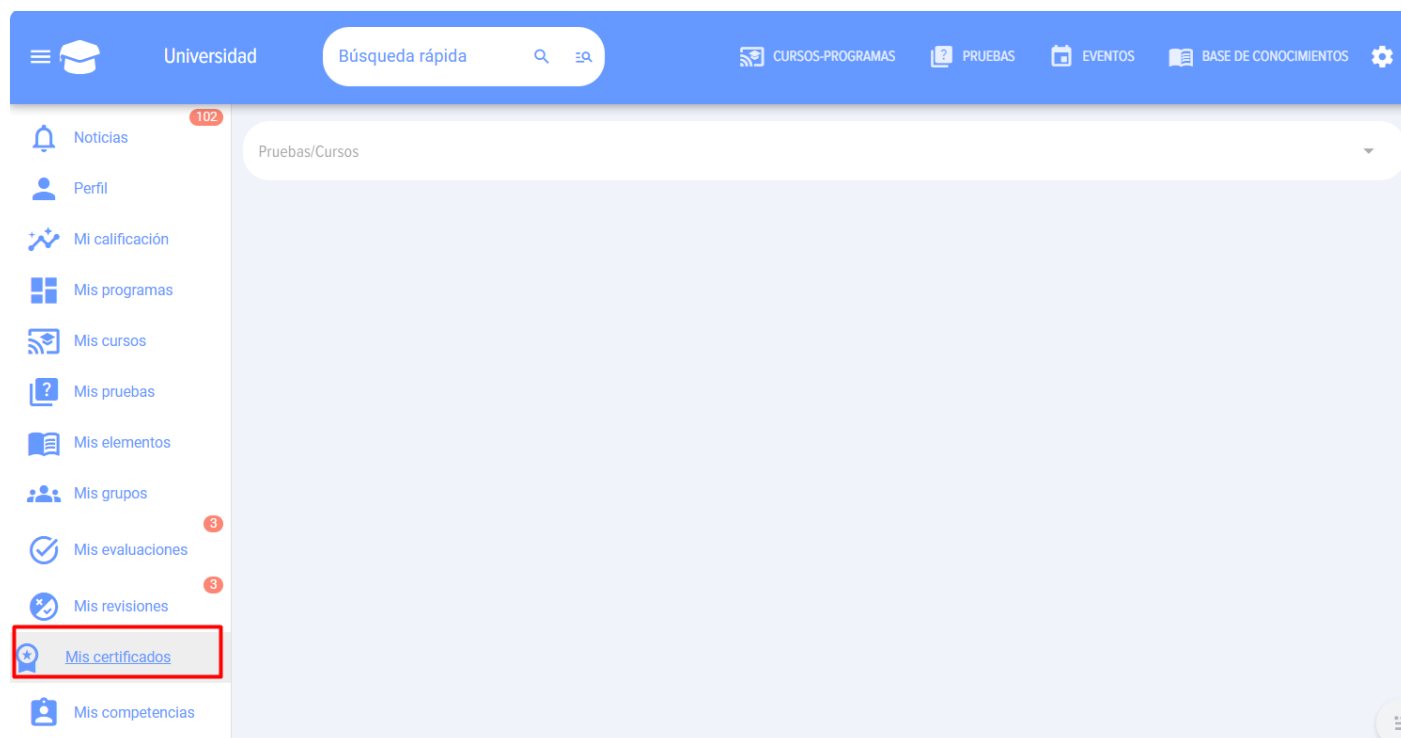 Universidad
Búsqueda rápida
CURSOS-PROGRAMAS
? PRUEBAS
EVENTOS
BASE DE CONOCIMIENTOS
102
Noticias
Pruebas/Cursos
Perfil
Mi calificación
Mis programas
Mis cursos
? Mis pruebas
Mis elementos
Mis grupos
3
Mis evaluaciones
3
Mis revisiones
Mis certificados
Mis competencias